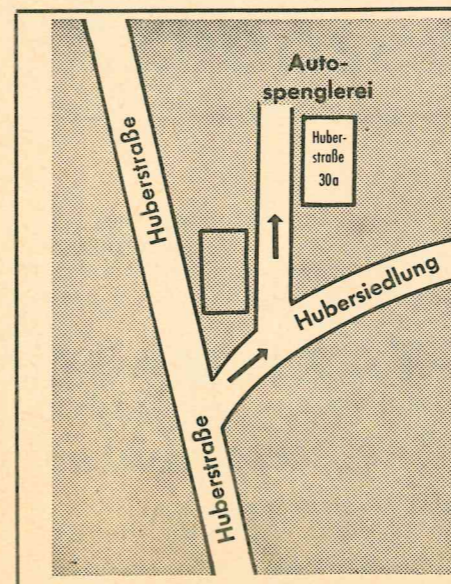 Auto-
spenglerei
Huber-
straße
30a
Huberstraße
Hubersiedlung
Huberstraße